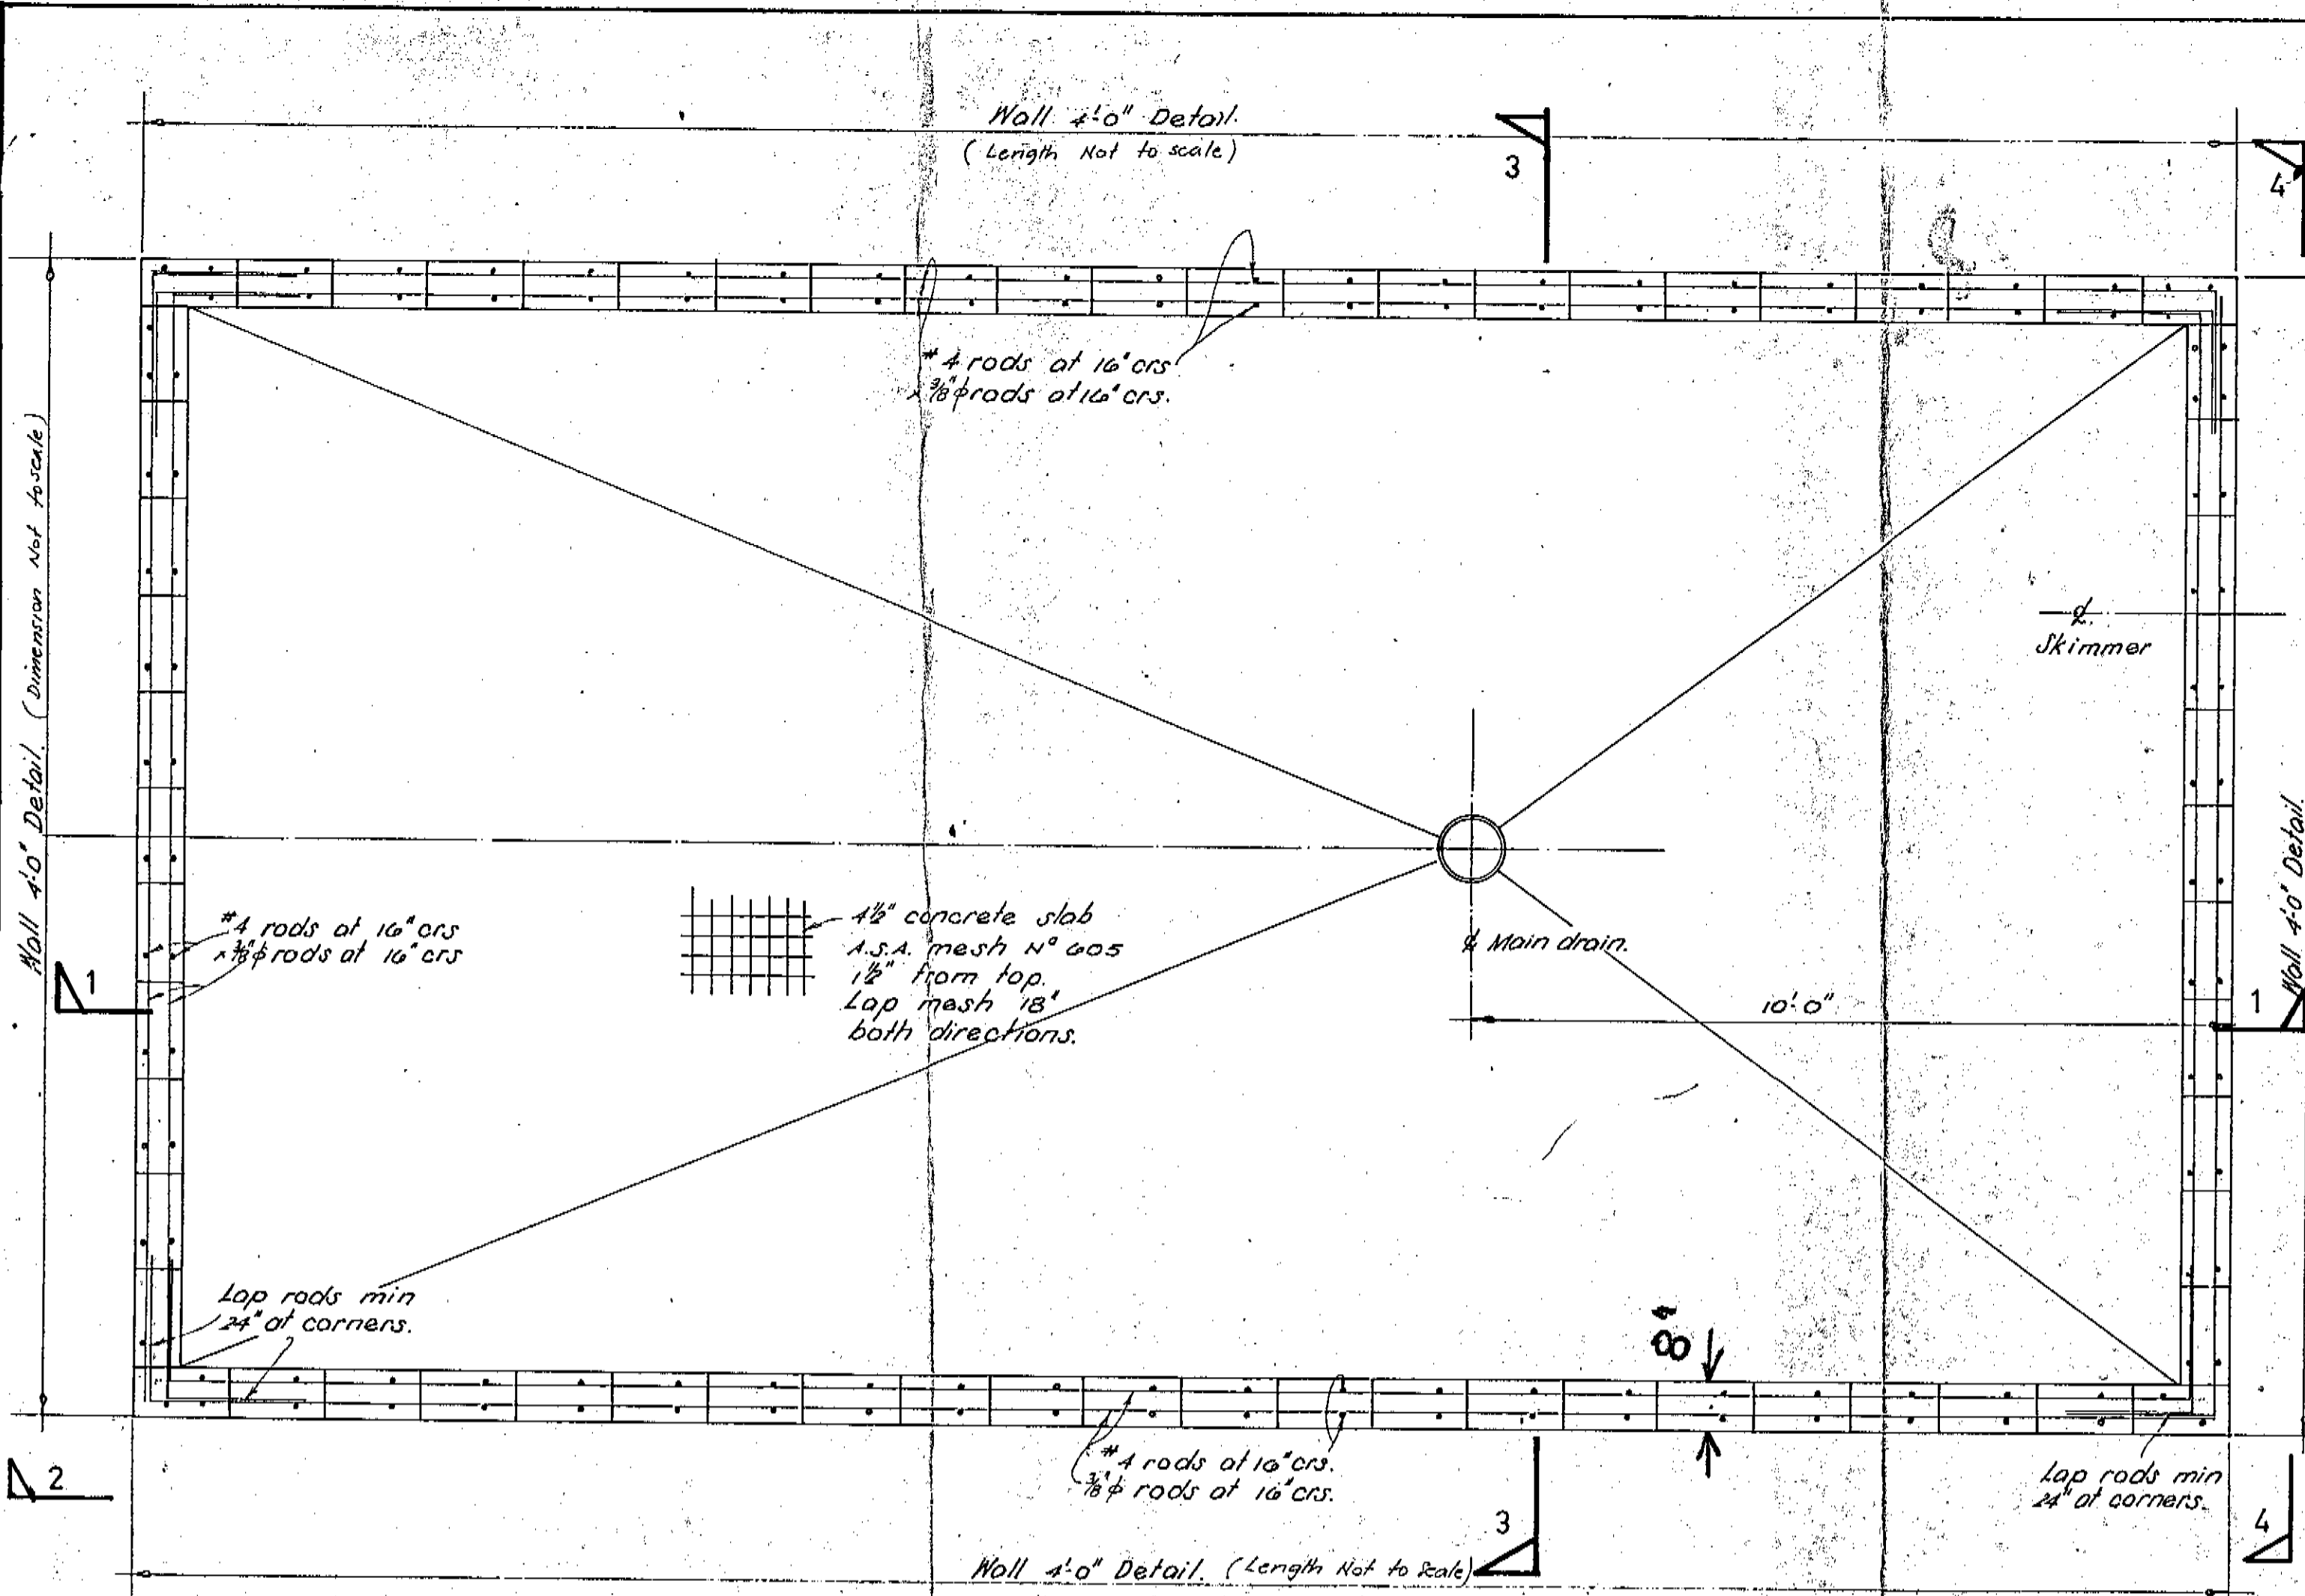 Wall 4'-0" Detail.
(Length Not to scale)
3
4
# 4 rods at 16" crs
x 3/8"ϕ rods at 16" crs.
Wall 4'-0" Detail. (Dimension Not to scale)
℄
Skimmer
# 4 rods at 16" crs
x 3/8"ϕ rods at 16" crs
4½" concrete slab
A.S.A. mesh Nº 605
1½" from top.
Lap mesh 18"
both directions.
℄ Main drain.
10'-0"
1
1
Wall 4'-0" Detail.
Lap rods min
24" at corners.
8"
2
# 4 rods at 16" crs.
3/8"ϕ rods at 16" crs.
Lap rods min
24" at corners.
3
4
Wall 4'-0" Detail. (Length Not to Scale)